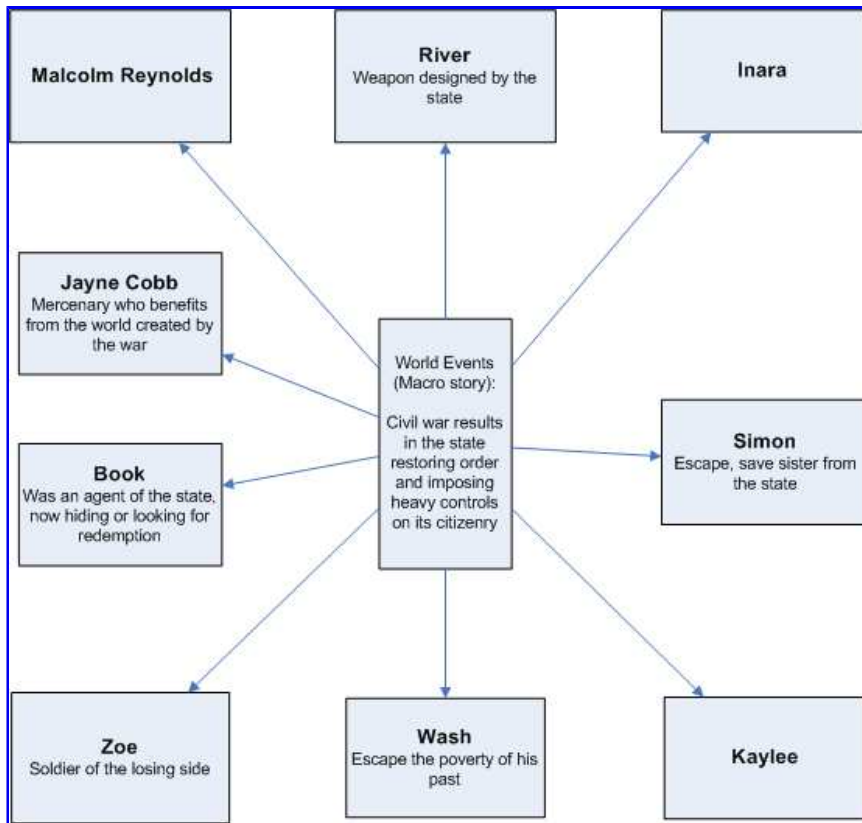 Malcolm Reynolds
River
Weapon designed by the
state
Inara
Jayne Cobb
Mercenary who benefits
from the world created by
the war
World Events
(Macro story):
Civil war results
in the state
restoring order
and imposing
heavy controls
on its citizenry
Simon
Escape, save sister from
the state
Book
Was an agent of the state,
now hiding or looking for
redemption
Zoe
Soldier of the losing side
Wash
Escape the poverty of his
past
Kaylee